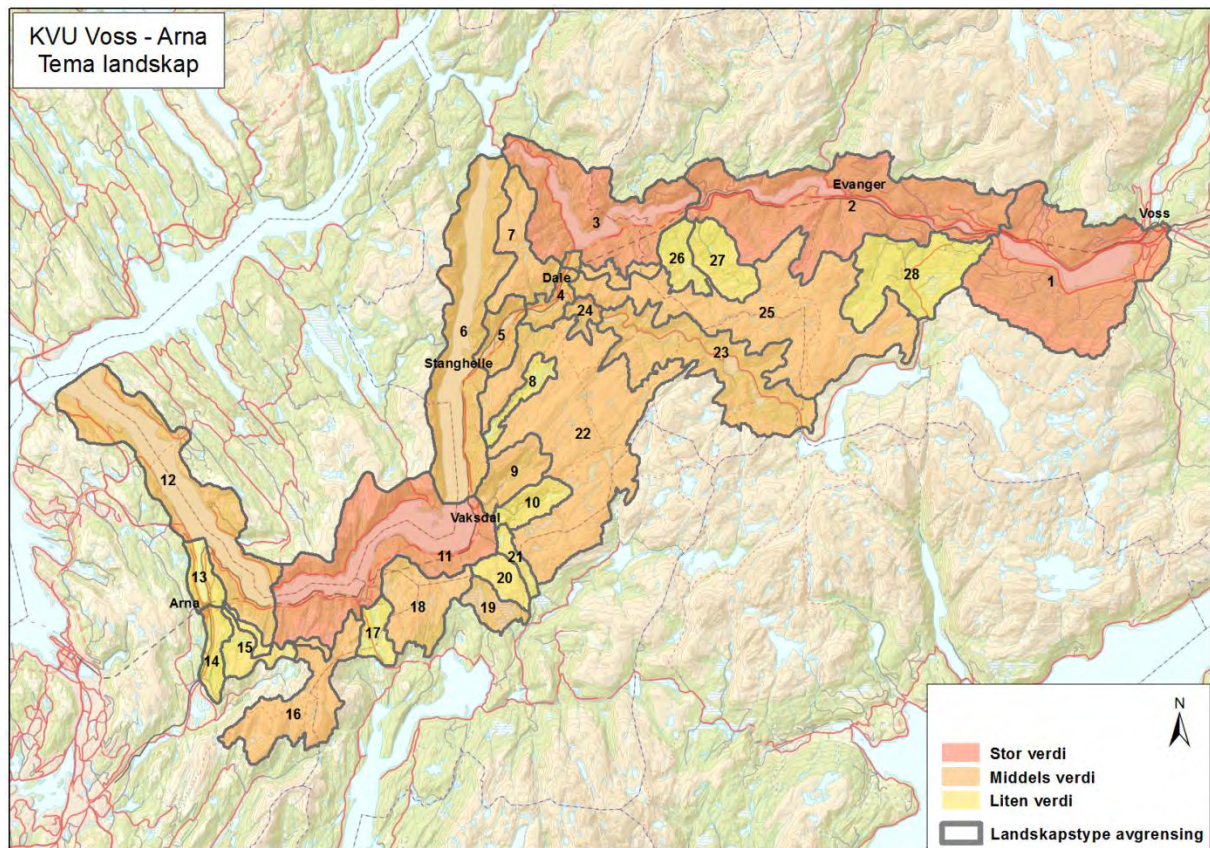 KVU Voss - Arna
Tema landskap
Evanger
Voss
3
2
7
26
27
Dale
28
1
4
24
25
6
5
Stanghelle
23
8
22
12
9
10
Vaksdal
11
21
13
20
Arna
18
19
17
15
14
16
N
Stor verdi
Middels verdi
Liten verdi
Landskapstype avgrensing